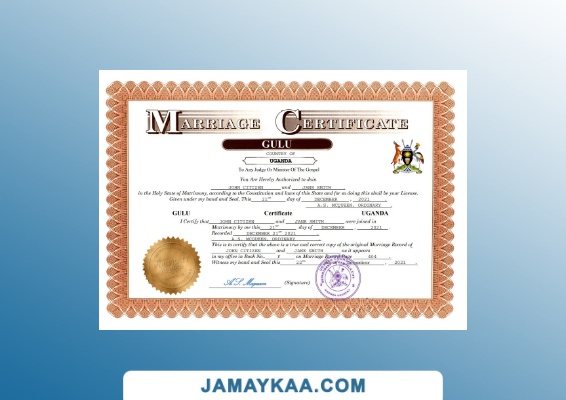 MARRIAGE CERTIFICATE
GULU
COUNTRY OF
UGANDA
To Any Judge Or Minister Of The Gospel
You Are Hereby Authorized to Join
JOHN CITIZEN and JANE SMITH
in the Holy State of Matrimony, according to the Constitution and laws of this State and for so doing this shall be your License.
Given under my hand and Seal. This 21st day of DECEMBER , 2021
A.S. MCQUEEN, ORDINARY
GULU Certificate UGANDA
I Certify that JOHN CITIZEN and JANE SMITH were joined in
Matrimony by me this 21st day of DECEMBER , 2021
Recorded DECEMBER 21st 2021
A.S. MCQUEEN, ORDINARY
This is to certify that the above is a true and correct copy of the original Marriage Record of
JOHN CITIZEN and JANE SMITH as it appears
in my office in Book No. F on Marriage Record Page 464
Witness my hand and Seal this 22nd day of December , 2021
(Signature)
JAMAYKAA.COM